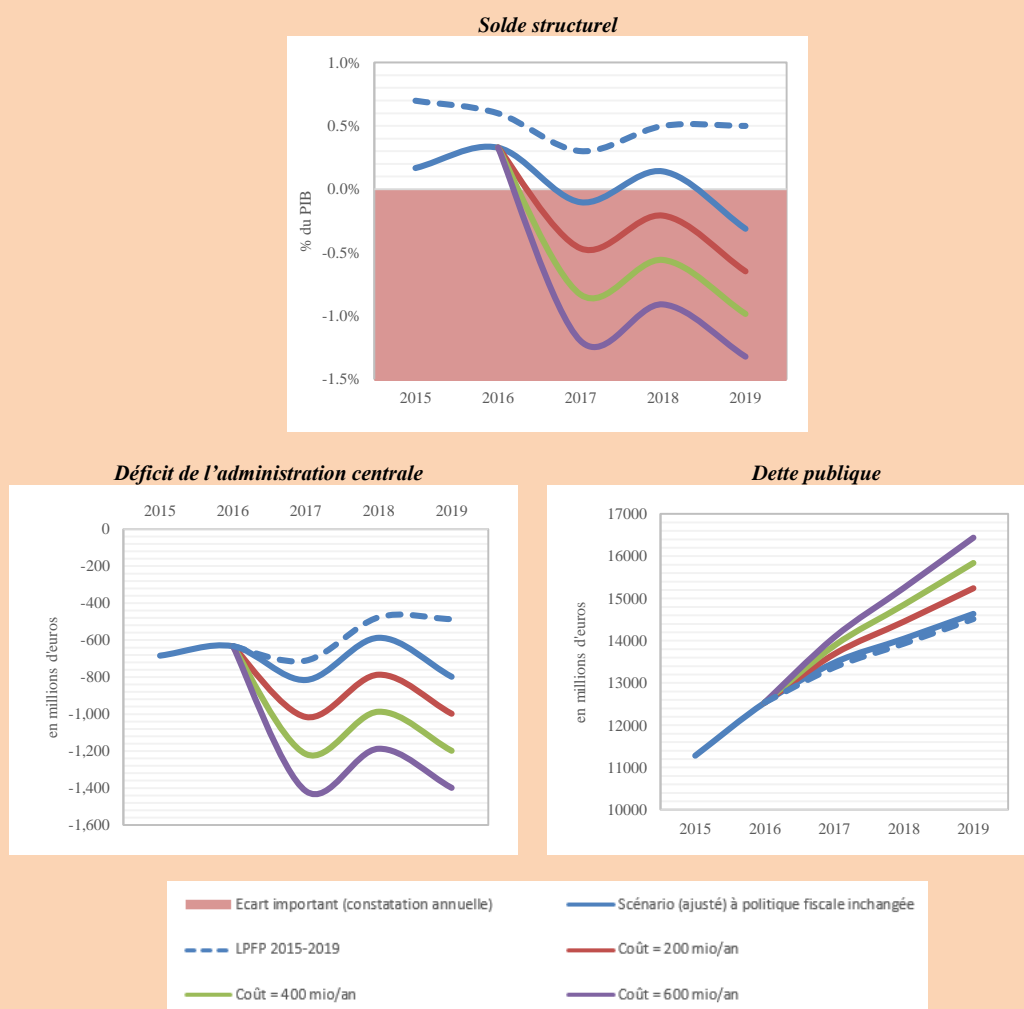 Solde structurel
1.0%
0.5%
0.0%
-0.5%
-1.0%
-1.5%
% du PIB
2015 2016 2017 2018 2019
Déficit de l'administration centrale
2015 2016 2017 2018 2019
0
-200
-400
-600
-800
-1,000
-1,200
-1,400
-1,600
en millions d'euros
Dette publique
17000
16000
15000
14000
13000
12000
11000
10000
en millions d'euros
2015 2016 2017 2018 2019
Ecart important (constatation annuelle)
Scénario (ajusté) à politique fiscale inchangée
LPFP 2015-2019
Coût = 200 mio/an
Coût = 400 mio/an
Coût = 600 mio/an